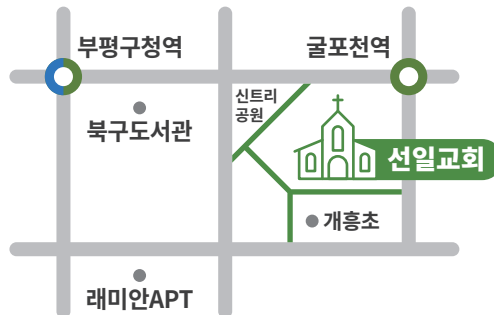 부평구청역
굴포천역
신트리
공원
북구도서관
선일교회
개흥초
래미안APT